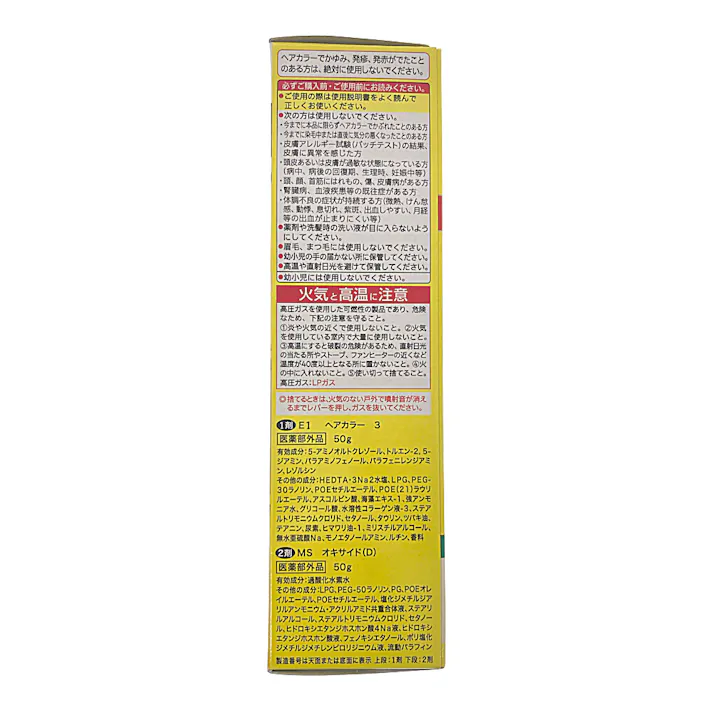 ヘアカラーでかゆみ、発疹、発赤がでたこと
のある方は、絶対に使用しないでください。
必ずご購入前・ご使用前にお読みください。
●ご使用の際は使用説明書をよく読んで
正しくお使いください。
●次の方は使用しないでください。
・今までに本品に限らずヘアカラーでかぶれたことのある方
・今までに染毛中または直後に気分の悪くなったことのある方
・皮膚アレルギー試験(パッチテスト)の結果、
皮膚に異常を感じた方
・頭皮あるいは皮膚が過敏な状態になっている方
(病中、病後の回復期、生理時、妊娠中等)
・頭、顔、首筋にはれもの、傷、皮膚病がある方
・腎臓病、血液疾患等の既往症がある方
・体調不良の症状が持続する方(微熱、けん怠
感、動悸、息切れ、紫斑、出血しやすい、月経
等の出血が止まりにくい等)
●薬剤や洗髪時の洗い液が目に入らないよう
にしてください。
●眉毛、まつ毛には使用しないでください。
●幼小児の手の届かない所に保管してください。
●高温や直射日光を避けて保管してください。
●幼小児には使用しないでください。
火気と高温に注意
高圧ガスを使用した可燃性の製品であり、危険
なため、下記の注意を守ること。
①炎や火気の近くで使用しないこと。②火気
を使用している室内で大量に使用しないこと。
③高温にすると破裂の危険があるため、直射日光
の当たる所やストーブ、ファンヒーターの近くなど
温度が40度以上となる所に置かないこと。④火
の中に入れないこと。⑤使い切って捨てること。
高圧ガス:LPガス
◎捨てるときは、火気のない戸外で噴射音が消え
るまでレバーを押し、ガスを抜いてください。
1剤 E1 ヘアカラー 3
医薬部外品 50g
有効成分:5-アミノオルトクレゾール、トルエン-2,5-
ジアミン、パラアミノフェノール、パラフェニレンジアミ
ン、レゾルシン
その他の成分:HEDTA・3Na2水塩、LPG、PEG-
30ラノリン、POEセチルエーテル、POE(21)ラウリ
ルエーテル、アスコルビン酸、海藻エキス-1、強アンモ
ニア水、グリコール酸、水溶性コラーゲン液-3、ステア
ルトリモニウムクロリド、セタノール、タウリン、ツバキ油、
テアニン、尿素、ヒマワリ油-1、ミリスチルアルコール、
無水亜硫酸Na、モノエタノールアミン、ルチン、香料
2剤 MS オキサイド(D)
医薬部外品 50g
有効成分:過酸化水素水
その他の成分:LPG、PEG-50ラノリン、PG、POEオレ
イルエーテル、POEセチルエーテル、塩化ジメチルジア
リルアンモニウム・アクリルアミド共重合体液、ステアリ
ルアルコール、ステアルトリモニウムクロリド、セタノー
ル、ヒドロキシエタンジホスホン酸4Na液、ヒドロキシ
エタンジホスホン酸液、フェノキシエタノール、ポリ塩化
ジメチルジメチレンピロリジニウム液、流動パラフィン
製造番号は天面または底面に表示 上段:1剤 下段:2剤